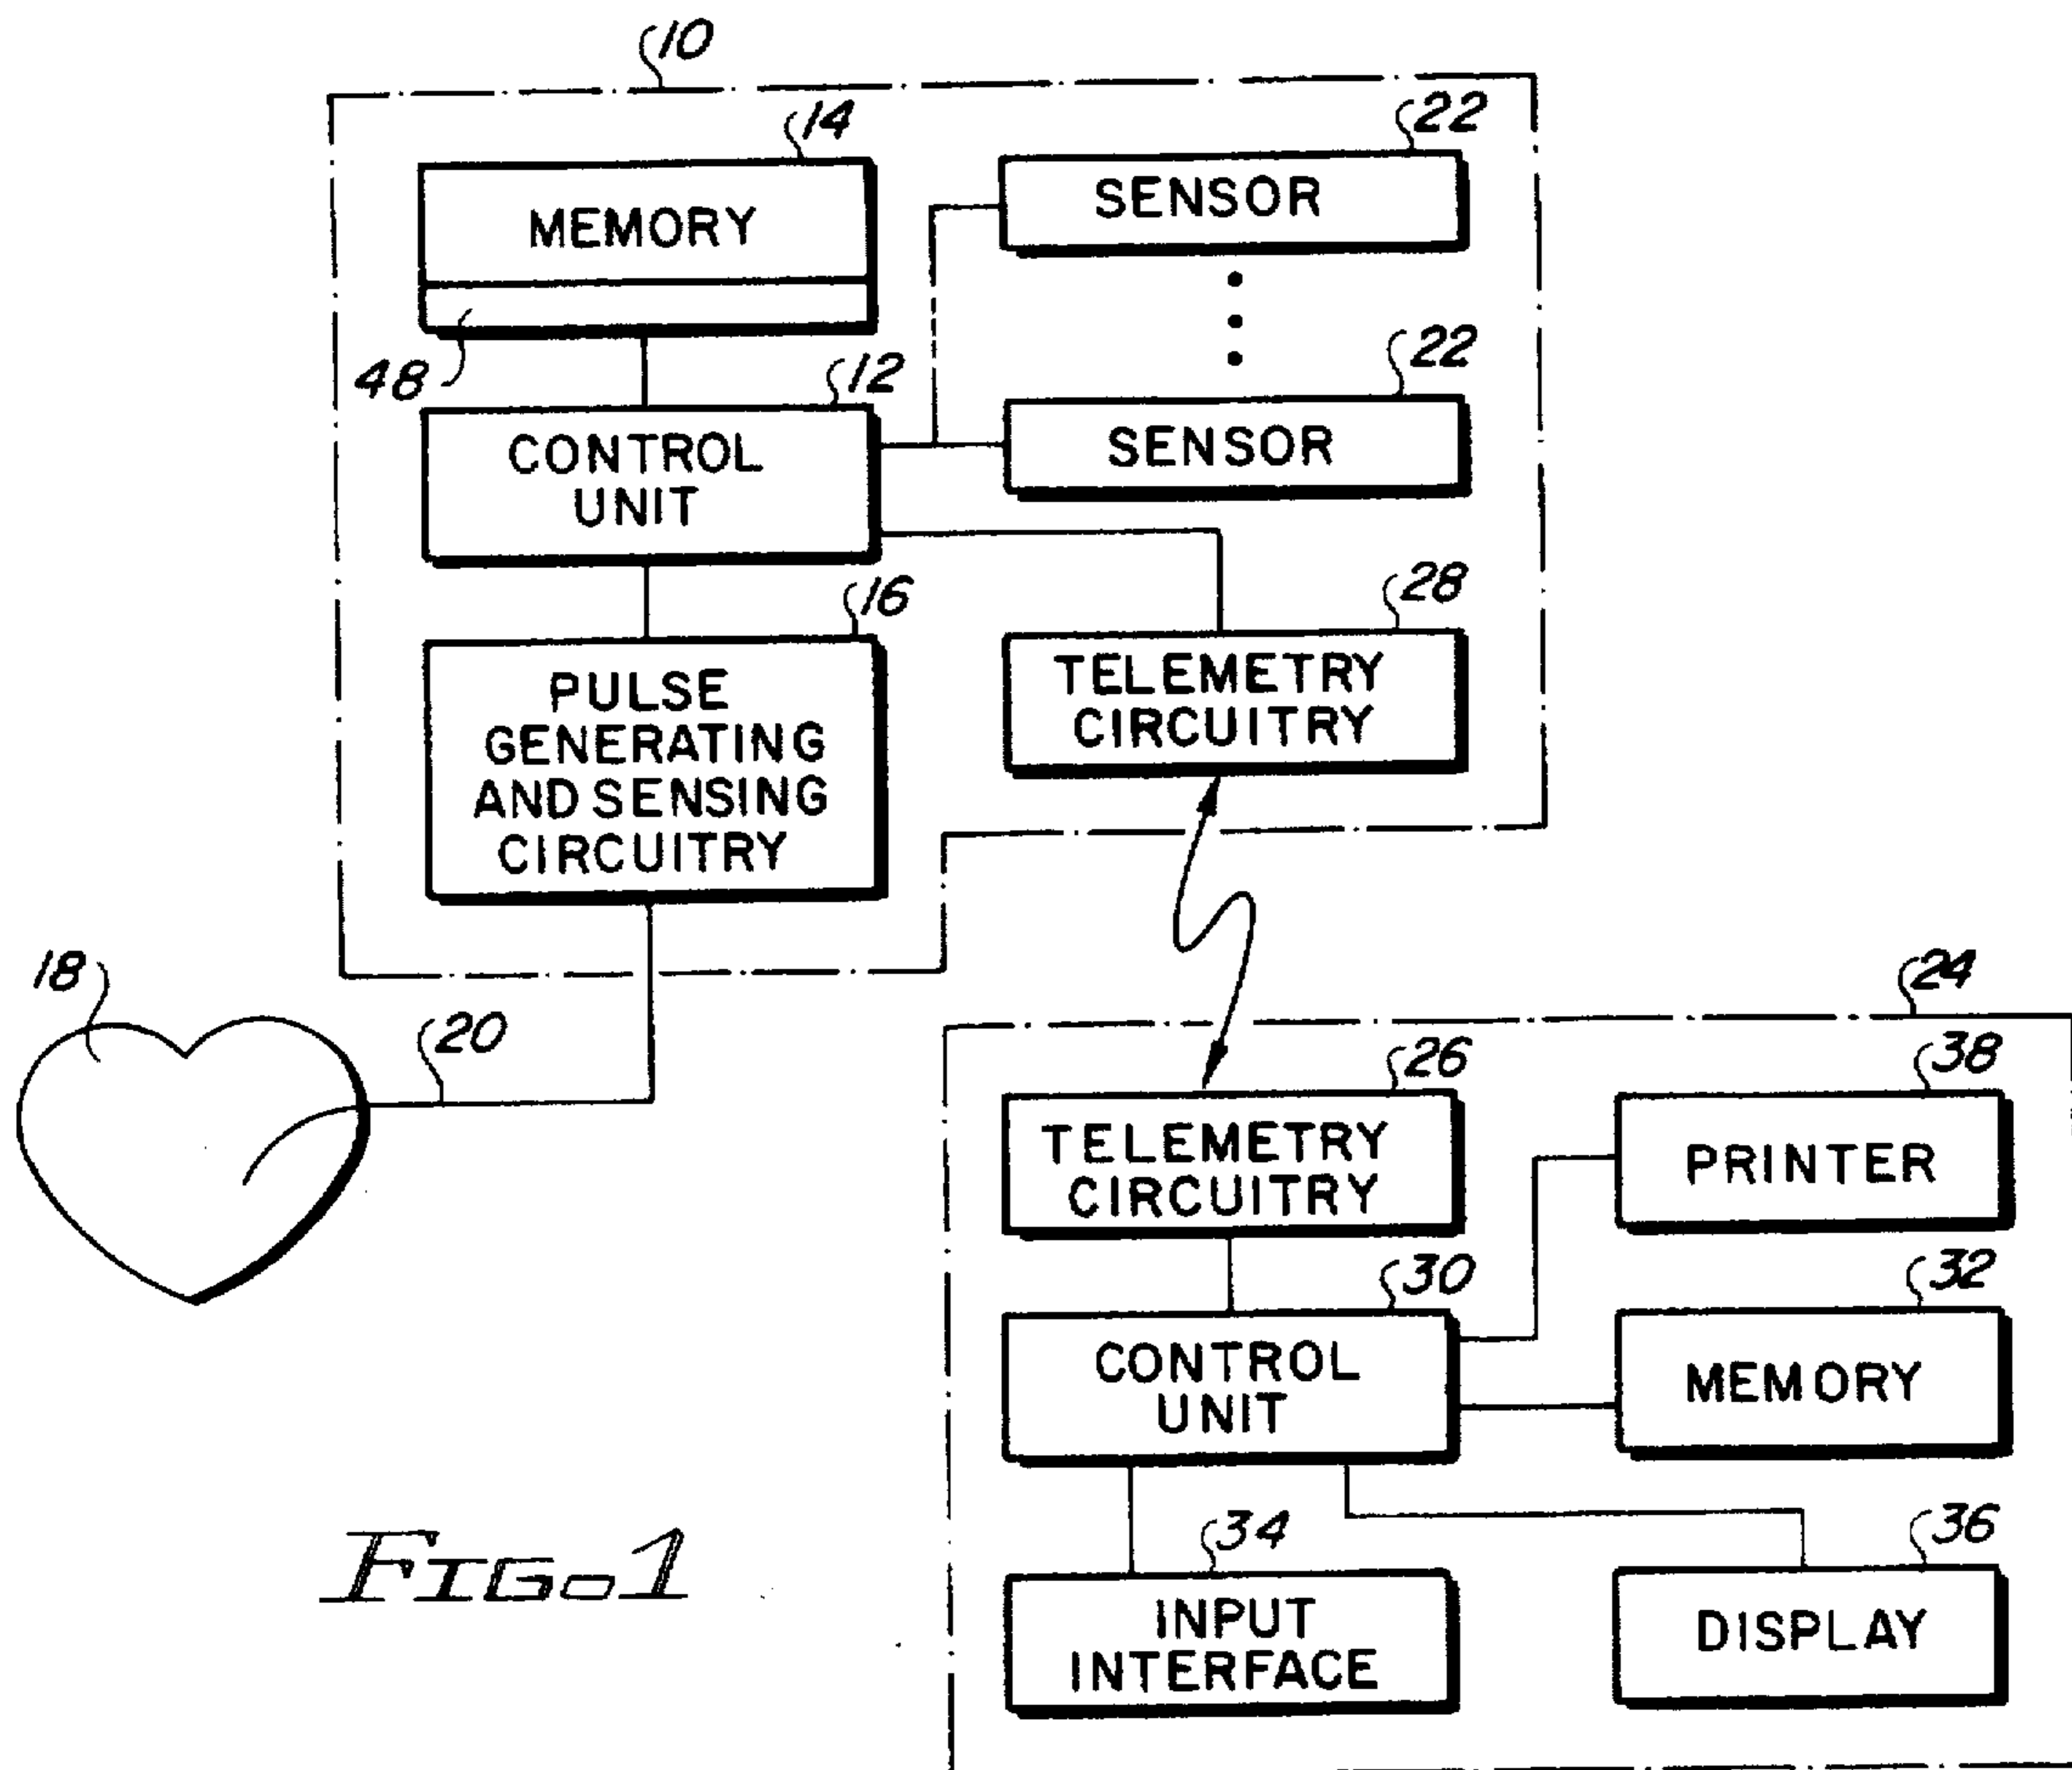 10
14
22
MEMORY
SENSOR
48
12
22
CONTROL
UNIT
SENSOR
16
28
PULSE
GENERATING
AND SENSING
CIRCUITRY
TELEMETRY
CIRCUITRY
18
20
24
26
38
TELEMETRY
CIRCUITRY
PRINTER
30
32
CONTROL
UNIT
MEMORY
34
36
INPUT
INTERFACE
DISPLAY
FIG. 1